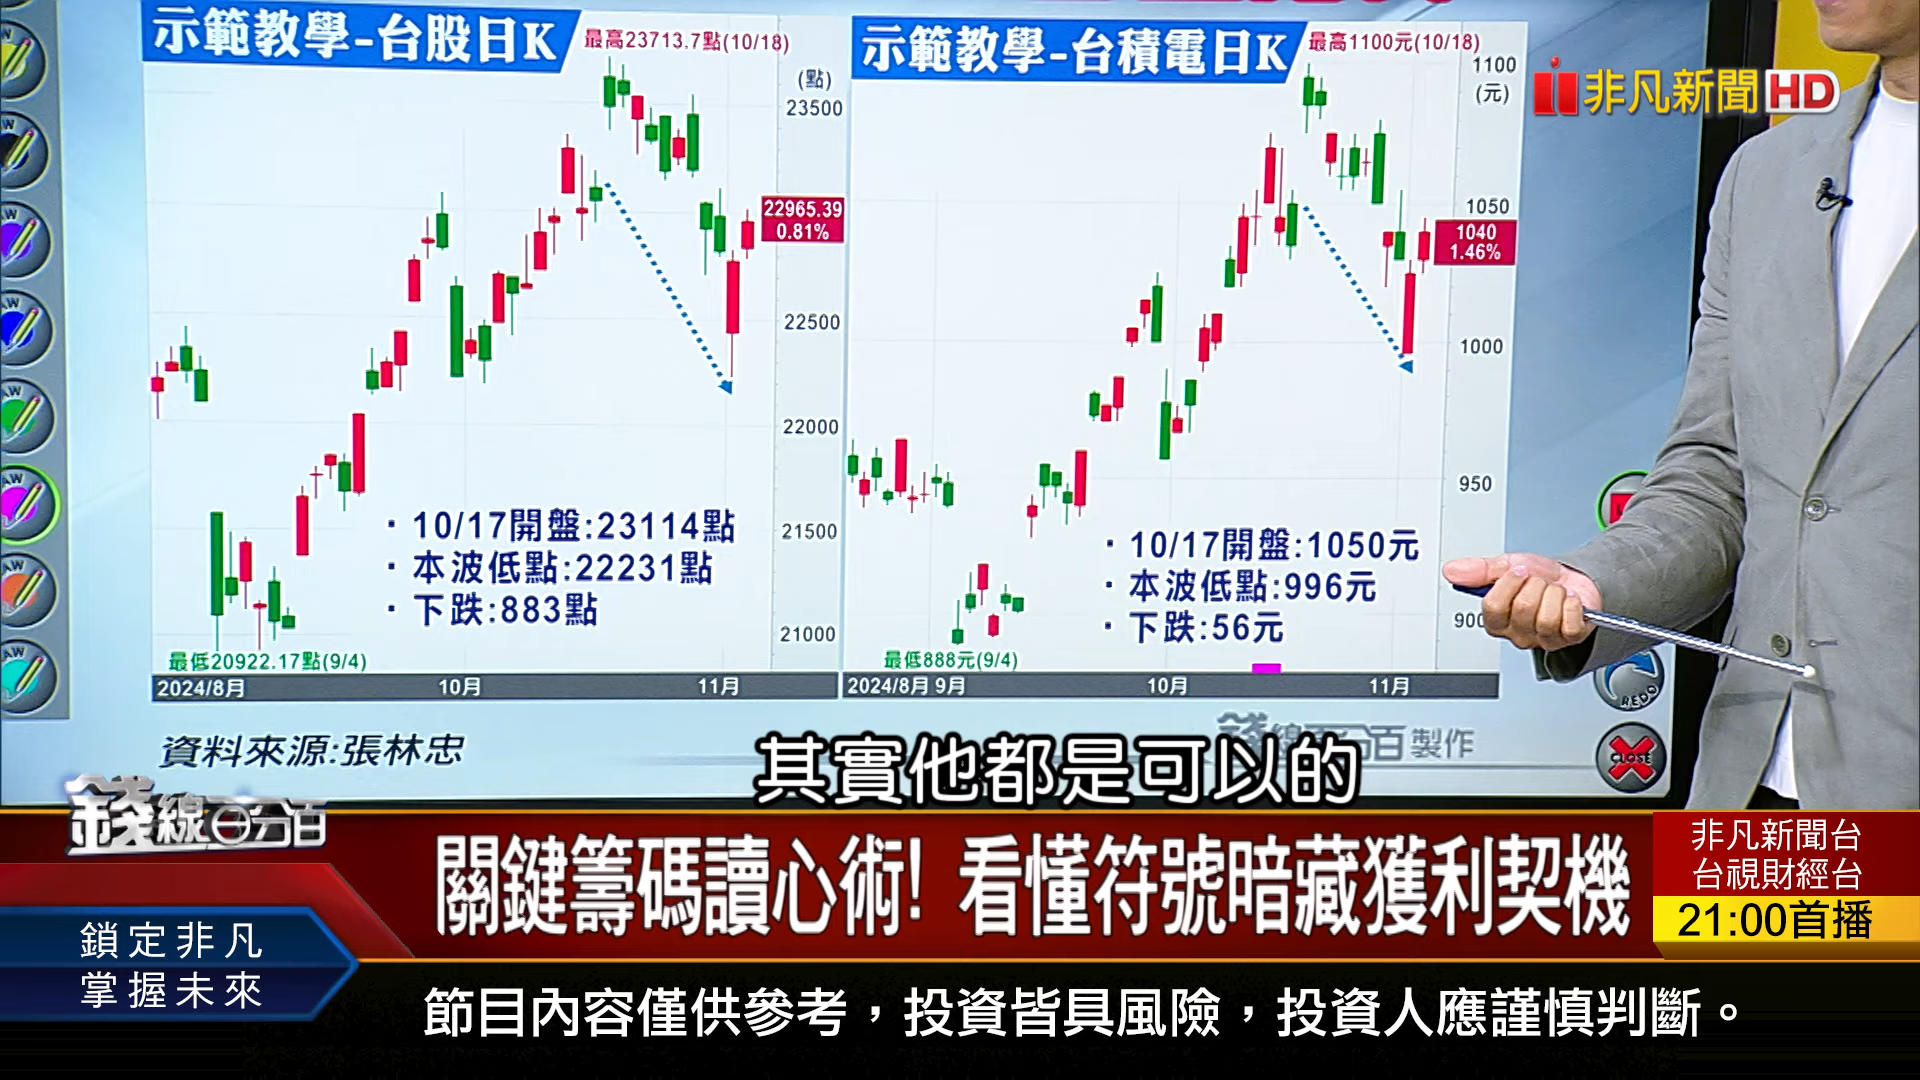 示範教學-台股日K
最高23713.7點(10/18)
(點)
23500
22965.39
0.81%
22500
22000
21500
21000
・10/17開盤:23114點
・本波低點:22231點
・下跌:883點
最低20922.17點(9/4)
2024/8月
10月
11月
示範教學-台積電日K
最高1100元(10/18)
1100
(元)
1050
1040
1.46%
1000
950
900
・10/17開盤:1050元
・本波低點:996元
・下跌:56元
最低888元(9/4)
2024/8月 9月
10月
11月
非凡新聞HD
REDO
CLOSE
資料來源:張林忠
錢線百分百 製作
其實他都是可以的
錢線百分百
關鍵籌碼讀心術! 看懂符號暗藏獲利契機
非凡新聞台
台視財經台
21:00首播
鎖定非凡
掌握未來
節目內容僅供參考，投資皆具風險，投資人應謹慎判斷。